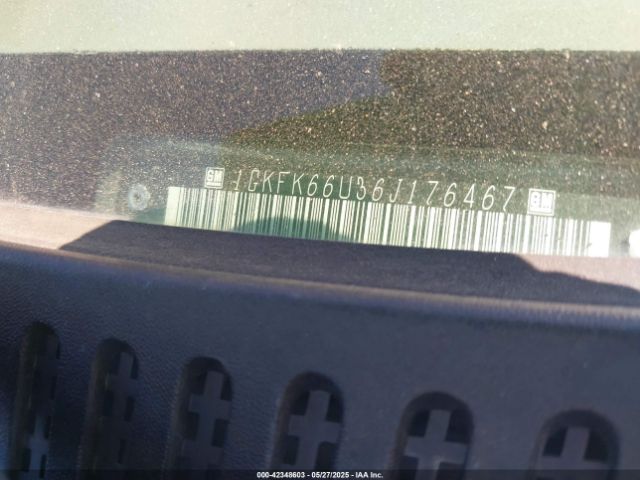 GM 1GKFK66U36J176467 GM
000-42348603 | 05/27/2025 | IAA Inc.